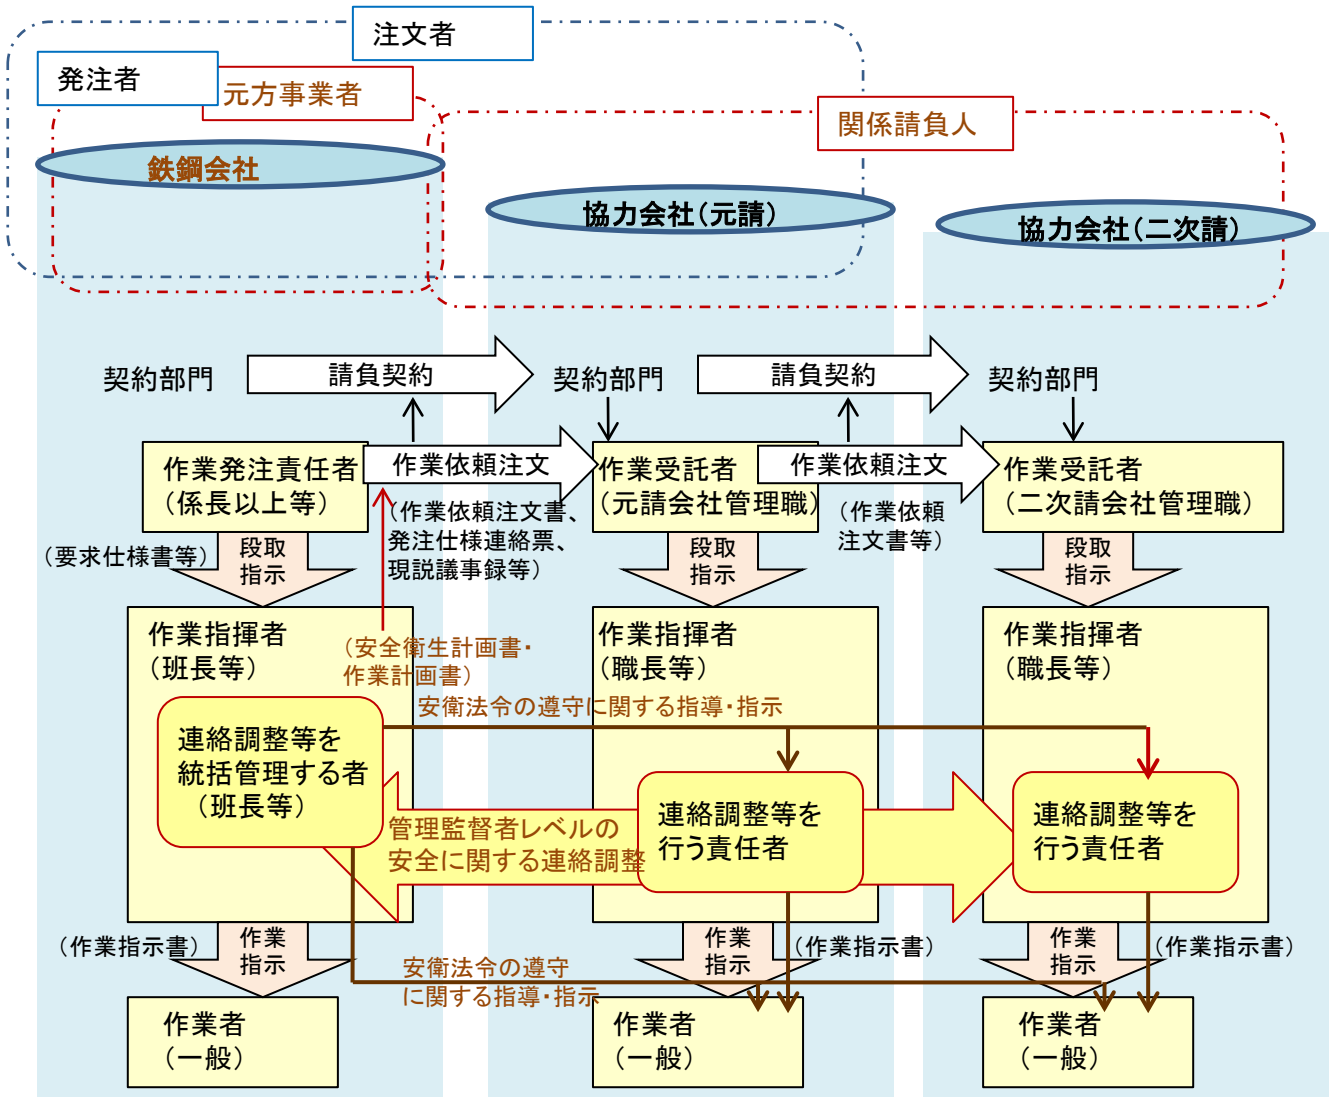 注文者
発注者
元方事業者
関係請負人
鉄鋼会社
協力会社（元請）
協力会社（二次請）
契約部門
請負契約
契約部門
請負契約
契約部門
作業発注責任者
（係長以上等）
作業依頼注文
作業受託者
（元請会社管理職）
作業依頼注文
作業受託者
（二次請会社管理職）
（作業依頼注文書、
発注仕様連絡票、
現説議事録等）
（作業依頼
注文書等）
（要求仕様書等）
段取
指示
段取
指示
段取
指示
作業指揮者
（班長等）
（安全衛生計画書・
作業計画書）
作業指揮者
（職長等）
作業指揮者
（職長等）
安衛法令の遵守に関する指導・指示
連絡調整等を
統括管理する者
（班長等）
管理監督者レベルの
安全に関する連絡調整
連絡調整等を
行う責任者
連絡調整等を
行う責任者
（作業指示書）
作業
指示
作業
指示
（作業指示書）
作業
指示
（作業指示書）
安衛法令の遵守
に関する指導・指示
作業者
（一般）
作業者
（一般）
作業者
（一般）